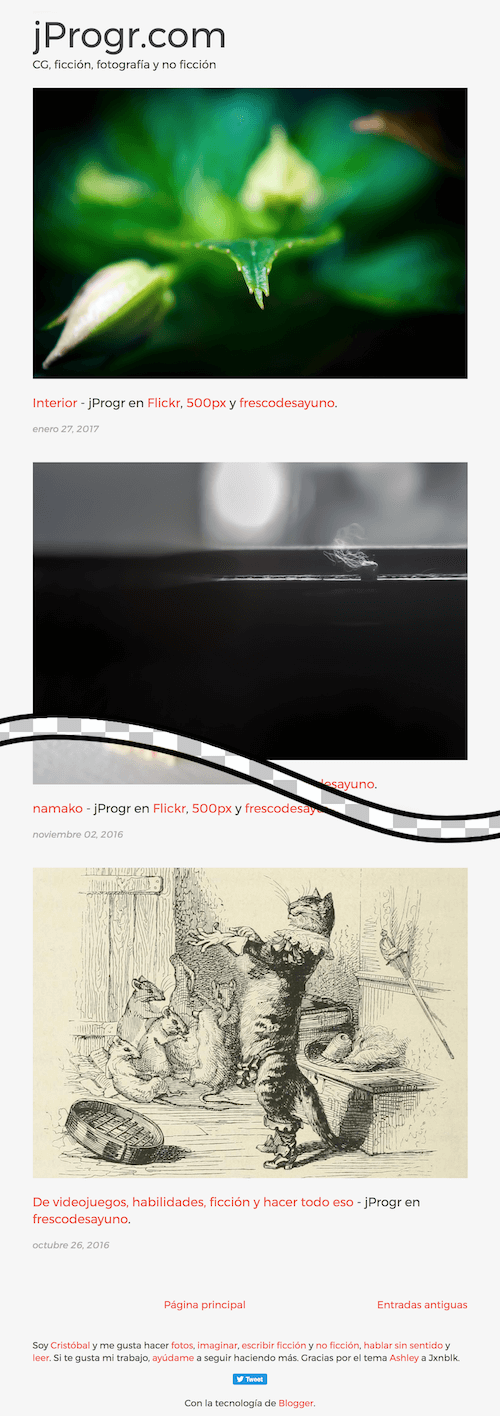 jProgr.com
CG, ficción, fotografía y no ficción
Interior - jProgr en Flickr, 500px y frescodesayuno.
enero 27, 2017
namako - jProgr en Flickr, 500px y
noviembre 02, 2016
De videojuegos, habilidades, ficción y hacer todo eso - jProgr en
frescodesayuno.
octubre 26, 2016
Página principal Entradas antiguas
Soy Cristóbal y me gusta hacer fotos, imaginar, escribir ficción y no ficción, hablar sin sentido y
leer. Si te gusta mi trabajo, ayúdame a seguir haciendo más. Gracias por el tema Ashley a Jxnblk.
Tweet
Con la tecnología de Blogger.